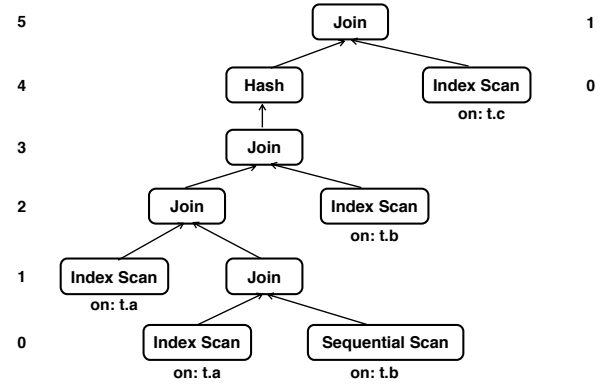 5 Join 1
4 Hash Index Scan 0
on: t.c
3 Join
2 Join Index Scan
on: t.b
1 Index Scan Join
on: t.a
0 Index Scan Sequential Scan
on: t.a on: t.b